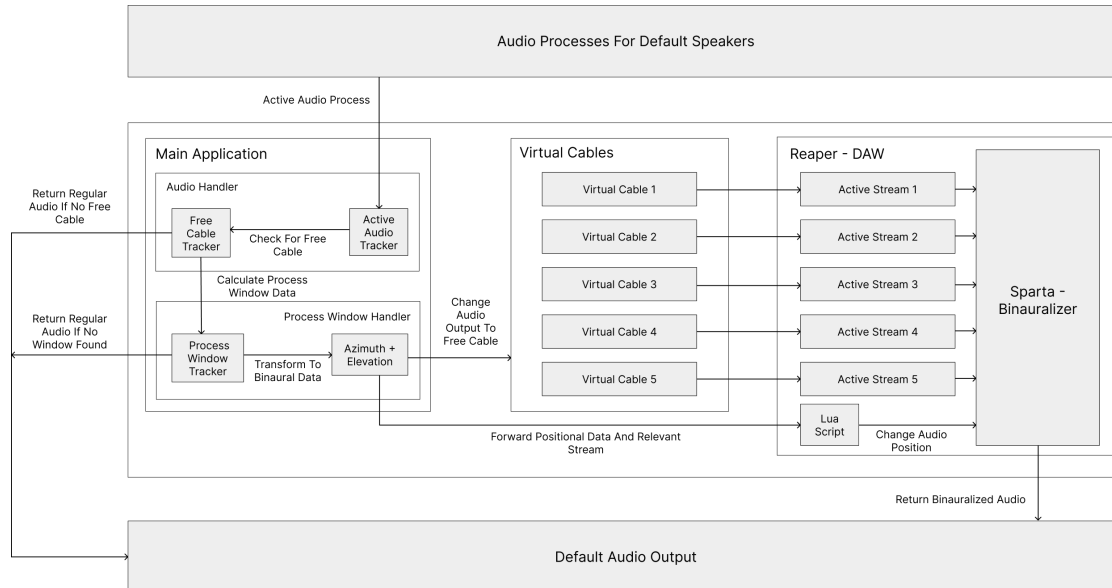 Audio Processes For Default Speakers
Active Audio Process
Main Application
Virtual Cables
Reaper - DAW
Audio Handler
Return Regular
Audio If No Free
Cable
Free
Cable
Tracker
Check For Free
Cable
Active
Audio
Tracker
Virtual Cable 1
Virtual Cable 2
Virtual Cable 3
Virtual Cable 4
Virtual Cable 5
Active Stream 1
Active Stream 2
Active Stream 3
Active Stream 4
Active Stream 5
Sparta -
Binauralizer
Calculate Process
Window Data
Process Window Handler
Return Regular
Audio If No
Window Found
Process
Window
Tracker
Transform To
Binaural Data
Azimuth +
Elevation
Change
Audio
Output To
Free Cable
Lua
Script
Change Audio
Position
Forward Positional Data And Relevant
Stream
Return Binauralized Audio
Default Audio Output